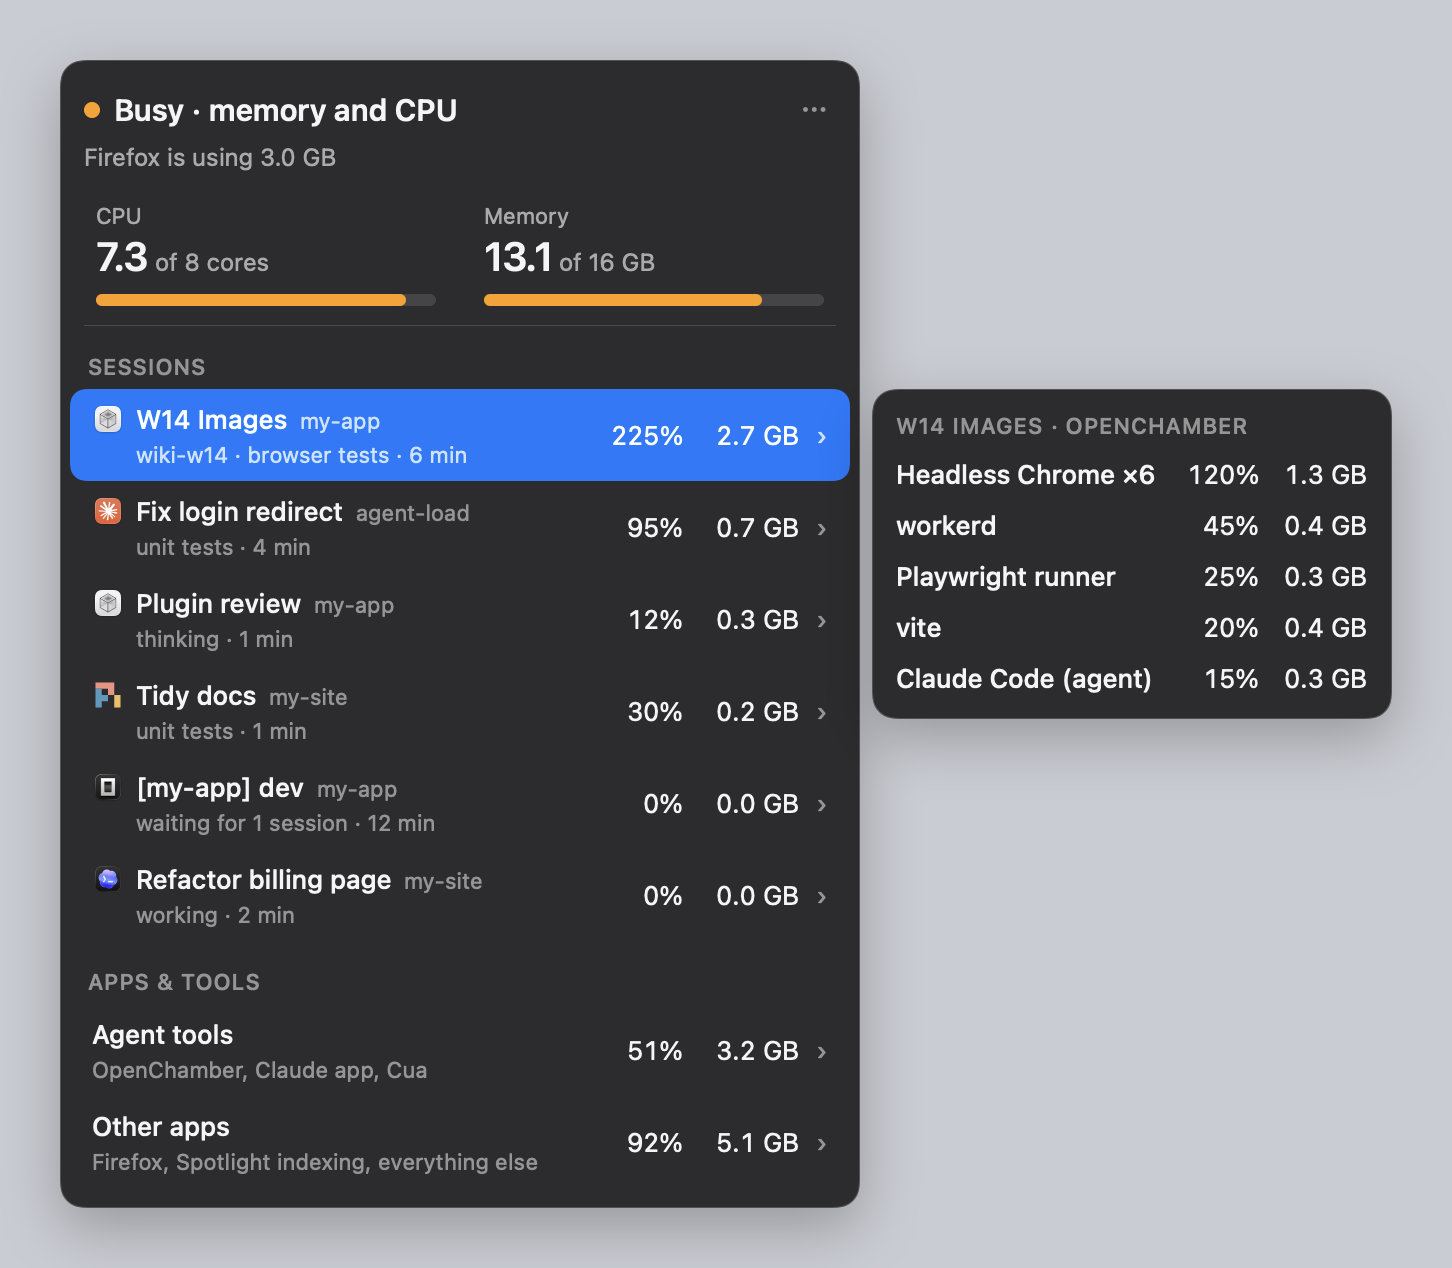 Busy · memory and CPU
Firefox is using 3.0 GB
CPU
7.3 of 8 cores
Memory
13.1 of 16 GB
SESSIONS
W14 Images my-app 225% 2.7 GB ›
wiki-w14 · browser tests · 6 min
Fix login redirect agent-load 95% 0.7 GB ›
unit tests · 4 min
Plugin review my-app 12% 0.3 GB ›
thinking · 1 min
Tidy docs my-site 30% 0.2 GB ›
unit tests · 1 min
[my-app] dev my-app 0% 0.0 GB ›
waiting for 1 session · 12 min
Refactor billing page my-site 0% 0.0 GB ›
working · 2 min
APPS & TOOLS
Agent tools 51% 3.2 GB ›
OpenChamber, Claude app, Cua
Other apps 92% 5.1 GB ›
Firefox, Spotlight indexing, everything else
W14 IMAGES · OPENCHAMBER
Headless Chrome ×6 120% 1.3 GB
workerd 45% 0.4 GB
Playwright runner 25% 0.3 GB
vite 20% 0.4 GB
Claude Code (agent) 15% 0.3 GB